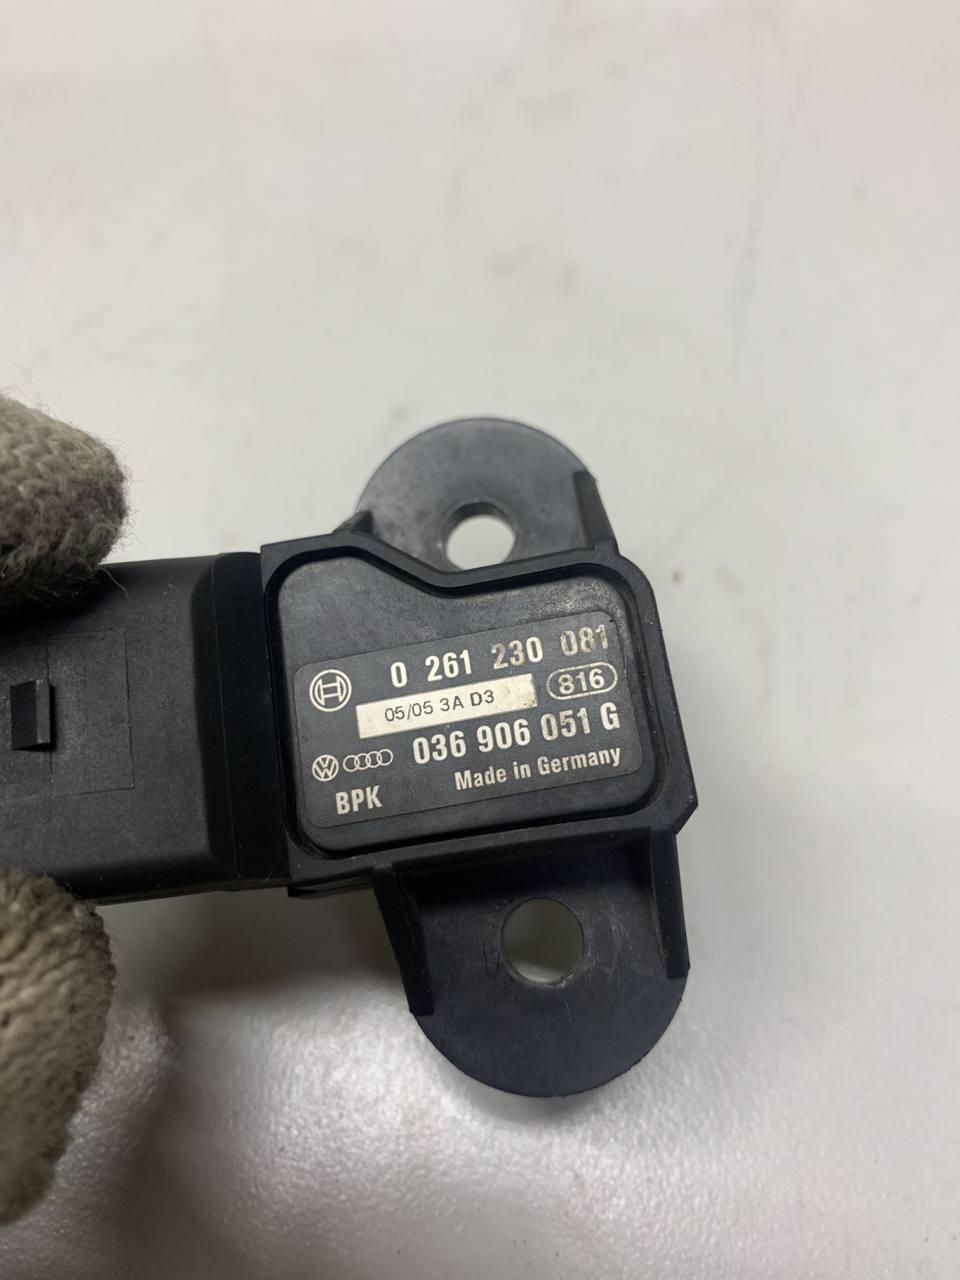 0 261 230 081
05/05 3A D3 816
036 906 051 G
Made in Germany
BPK